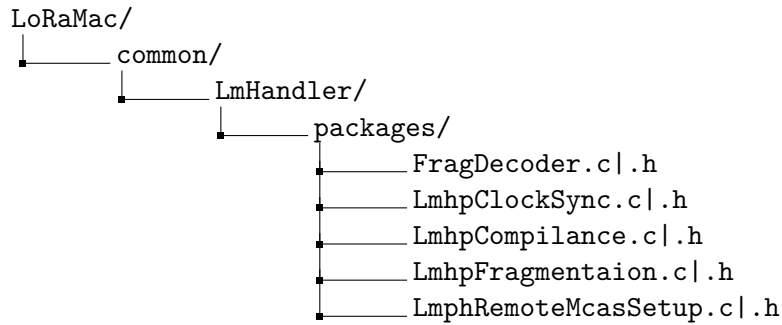 LoRaMac/
common/
LmHandler/
packages/
FragDecoder.c|.h
LmhpClockSync.c|.h
LmhpCompilance.c|.h
LmhpFragmentaion.c|.h
LmphRemoteMcasSetup.c|.h